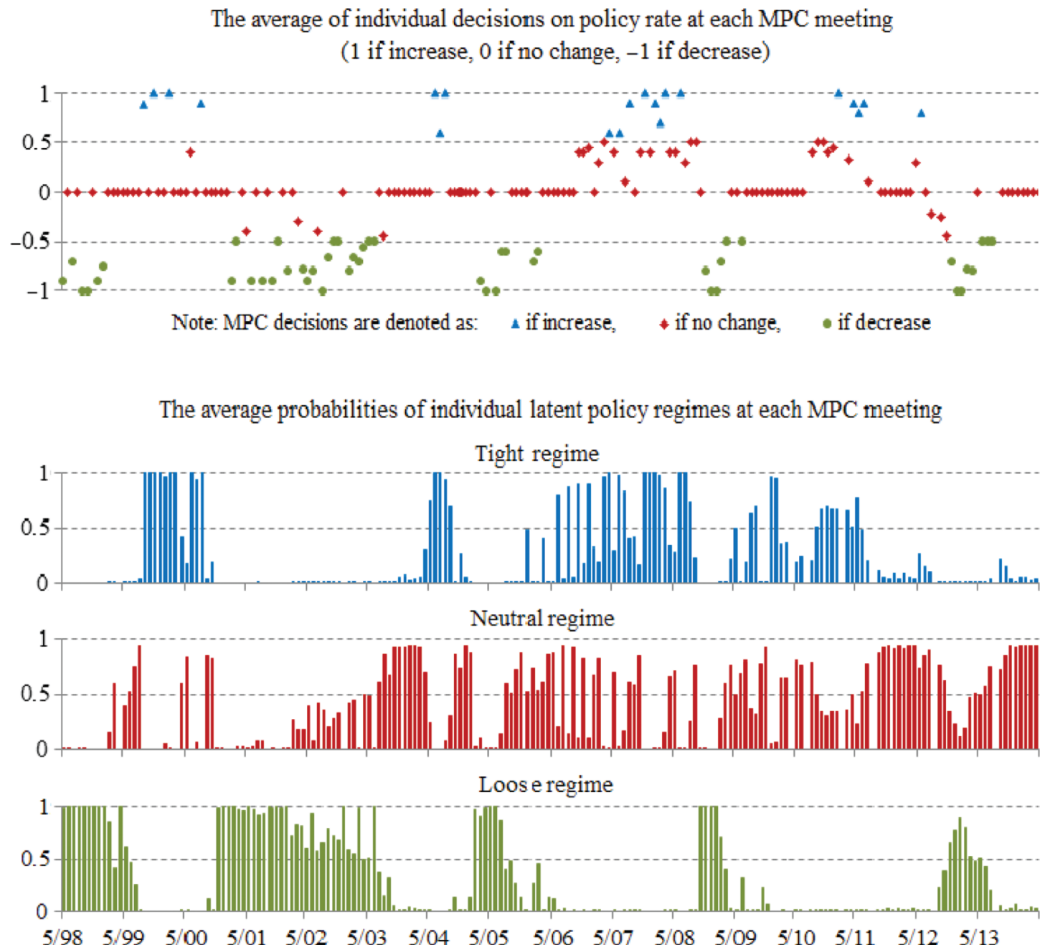 The average of individual decisions on policy rate at each MPC meeting
(1 if increase, 0 if no change, –1 if decrease)
1
0.5
0
–0.5
–1
Note: MPC decisions are denoted as: if increase, if no change, if decrease
The average probabilities of individual latent policy regimes at each MPC meeting
Tight regime
1
0.5
0
Neutral regime
1
0.5
0
Loose regime
1
0.5
0
5/98 5/99 5/00 5/01 5/02 5/03 5/04 5/05 5/06 5/07 5/08 5/09 5/10 5/11 5/12 5/13